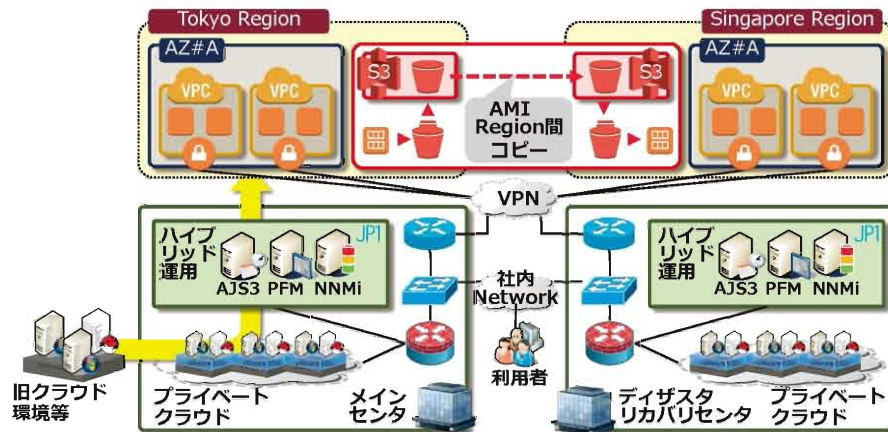 Tokyo Region
Singapore Region
AZ#A
AZ#A
VPC
VPC
S3
S3
VPC
VPC
AMI
Region間
コピー
VPN
ハイブ
リッド
運用
JP1
AJS3
PFM
NNMi
社内
Network
ハイブ
リッド
運用
JP1
AJS3
PFM
NNMi
利用者
旧クラウド
環境等
プライベート
クラウド
メイン
センタ
ディザスタ
リカバリセンタ
プライベート
クラウド